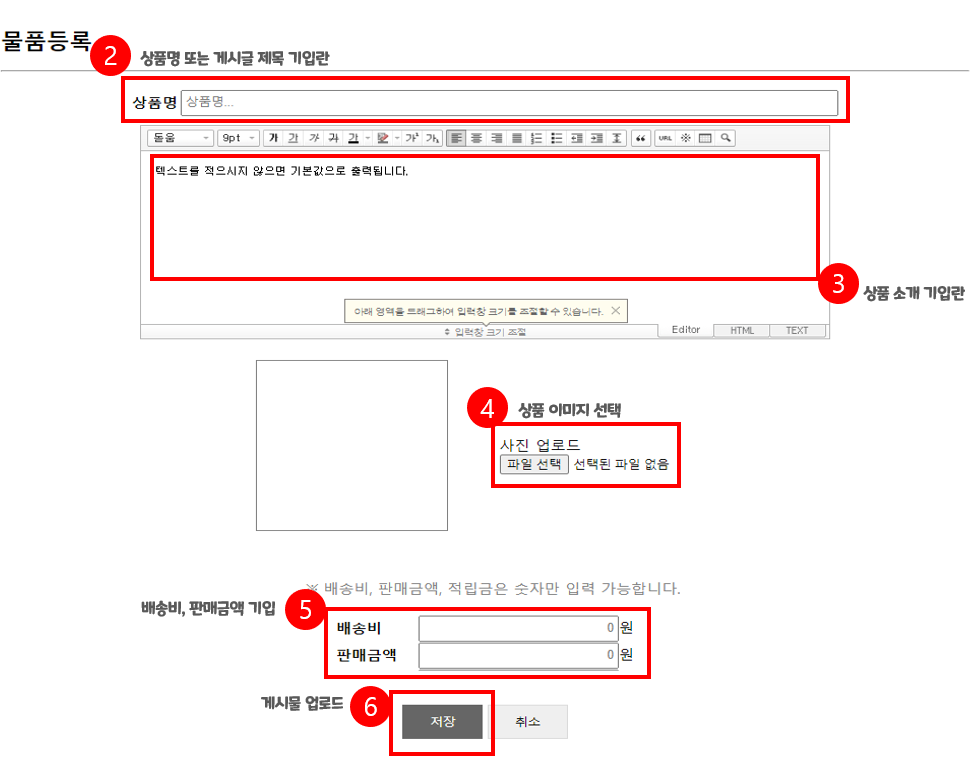 물품등록
2 상품명 또는 게시글 제목 기입란
상품명 상품명...
돋움 9pt 가 가 가 가 가 가¹ 가₁ “ URL ※
텍스트를 적으시지 않으면 기본값으로 출력됩니다.
3 상품 소개 기입란
아래 영역을 드래그하여 입력창 크기를 조절할 수 있습니다.
입력창 크기 조절 Editor HTML TEXT
4 상품 이미지 선택
사진 업로드
파일 선택 선택된 파일 없음
※ 배송비, 판매금액, 적립금은 숫자만 입력 가능합니다.
배송비, 판매금액 기입 5
배송비 0 원
판매금액 0 원
게시물 업로드 6
저장 취소